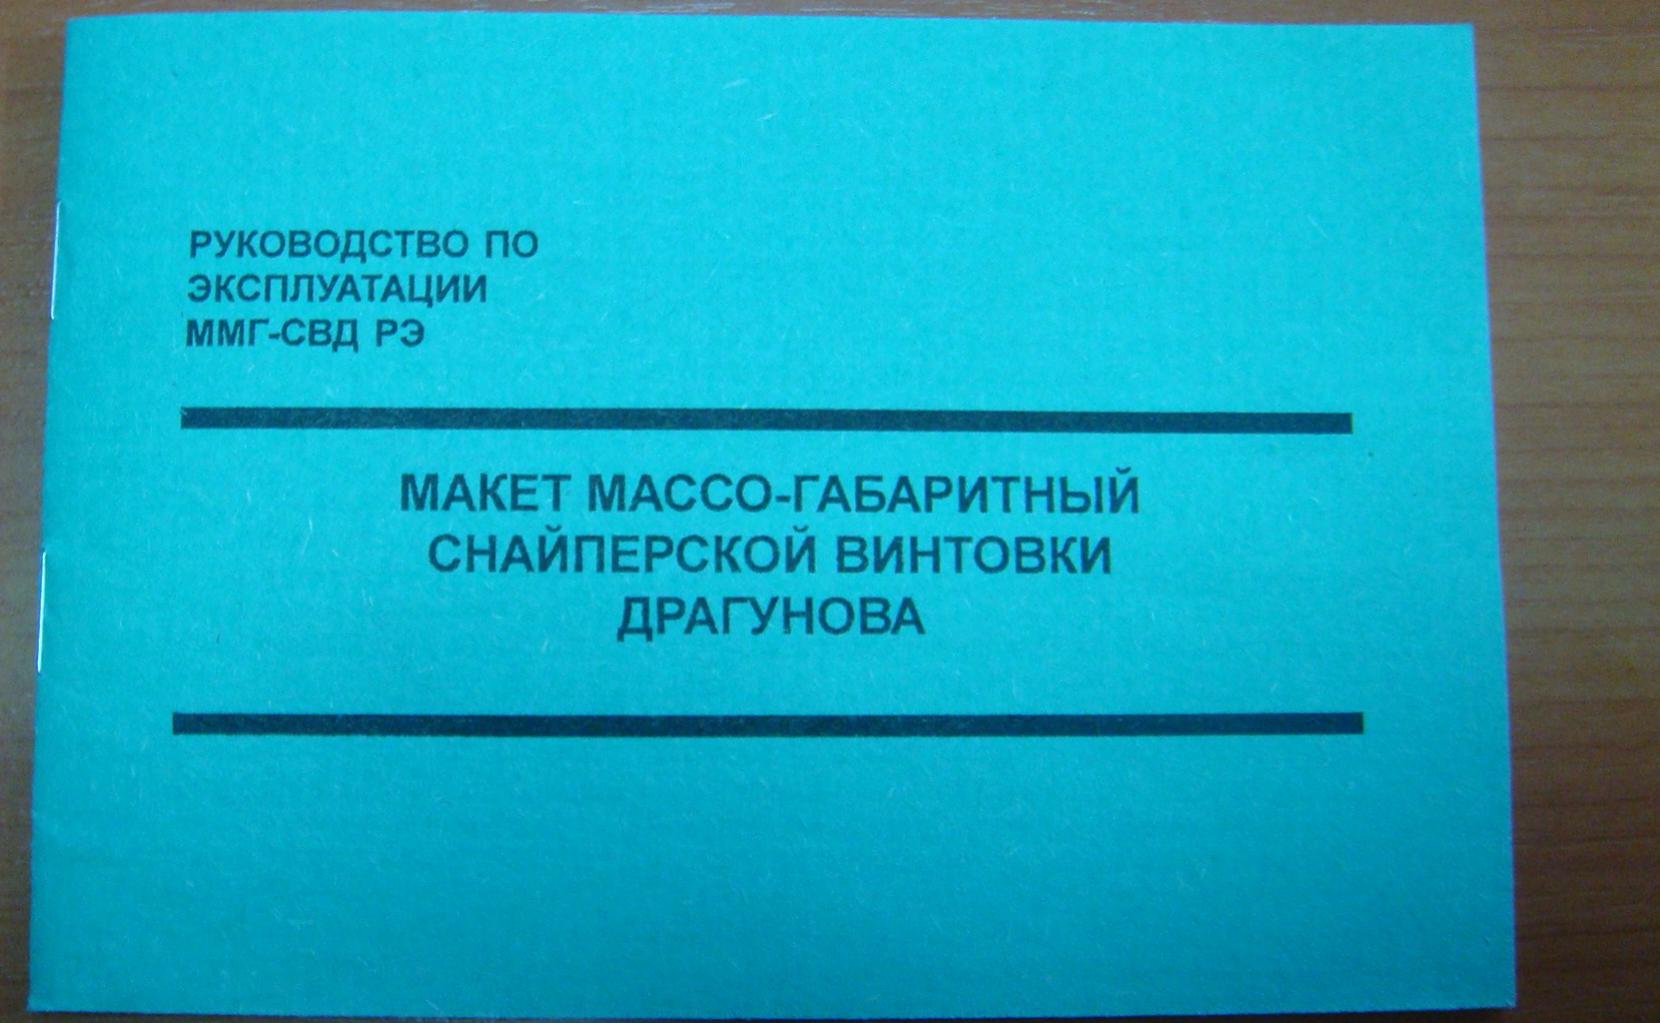 РУКОВОДСТВО ПО
ЭКСПЛУАТАЦИИ
ММГ-СВД РЭ
МАКЕТ МАССО-ГАБАРИТНЫЙ
СНАЙПЕРСКОЙ ВИНТОВКИ
ДРАГУНОВА